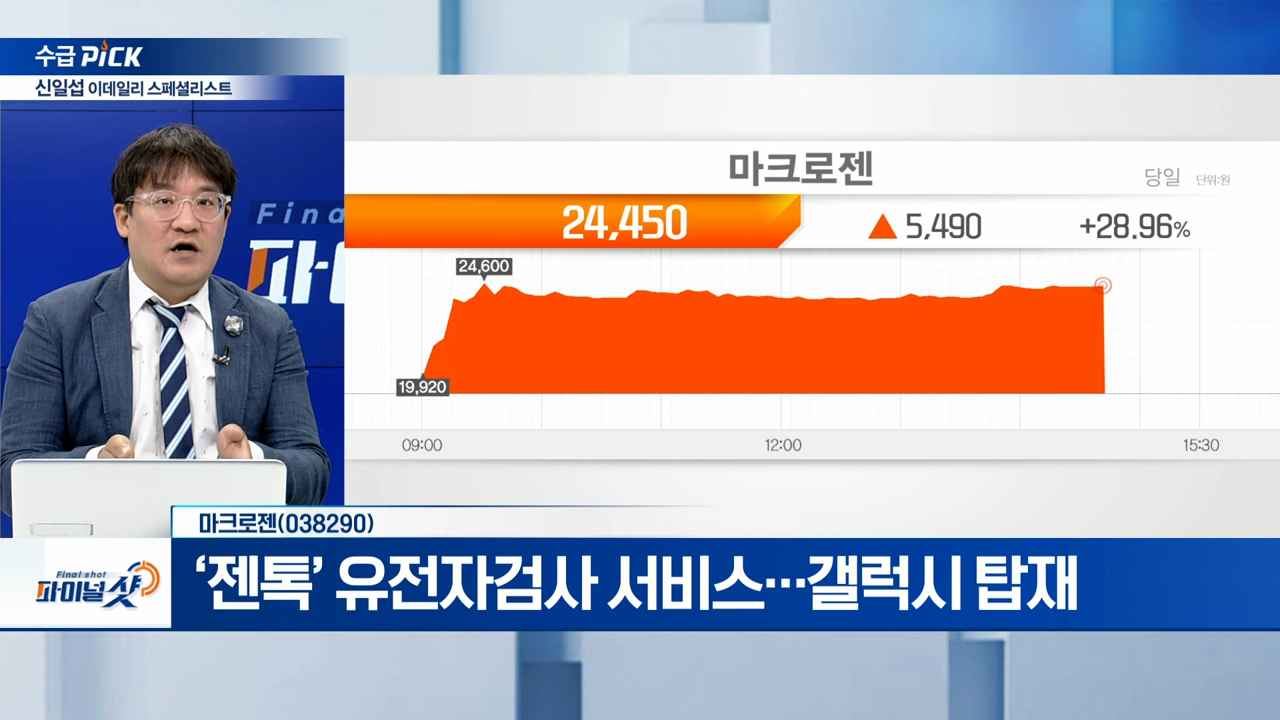 수급 PiCK
신일섭 이데일리 스페셜리스트
Fina
파이
마크로젠
당일 단위:원
24,450 ▲ 5,490 +28.96%
24,600
19,920
09:00 12:00 15:30
마크로젠(038290)
Final shot
파이널샷
‘젠톡’ 유전자검사 서비스…갤럭시 탑재